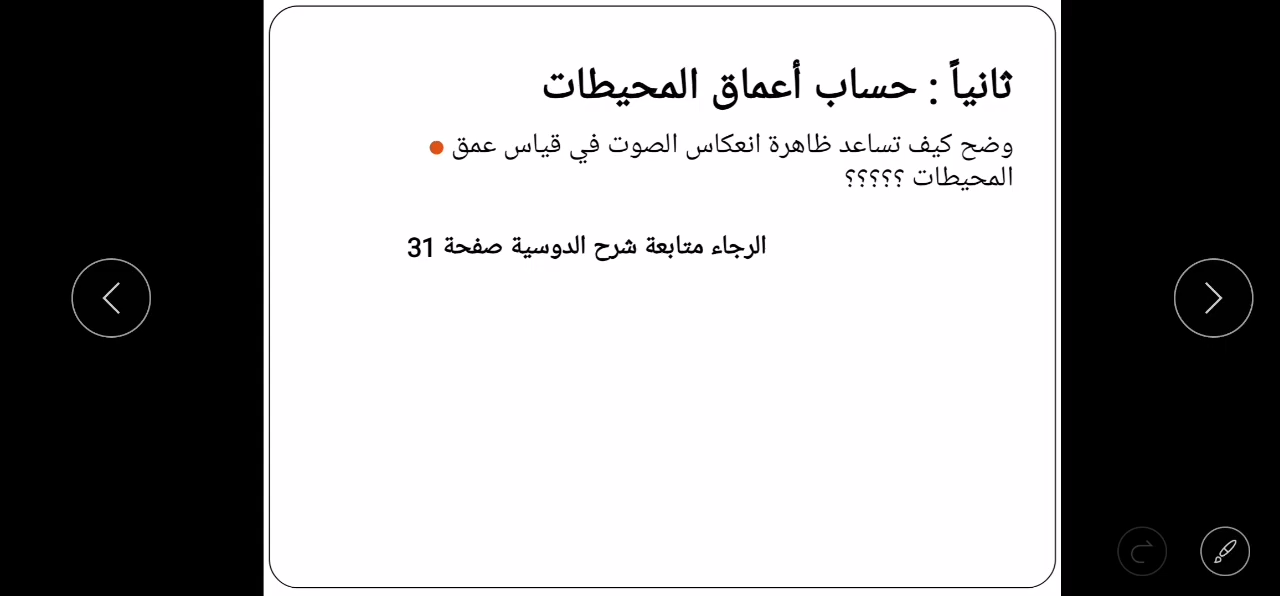 ثانياً : حساب أعماق المحيطات
وضح كيف تساعد ظاهرة انعكاس الصوت في قياس عمق ●
المحيطات ؟؟؟؟؟
الرجاء متابعة شرح الدوسية صفحة 31